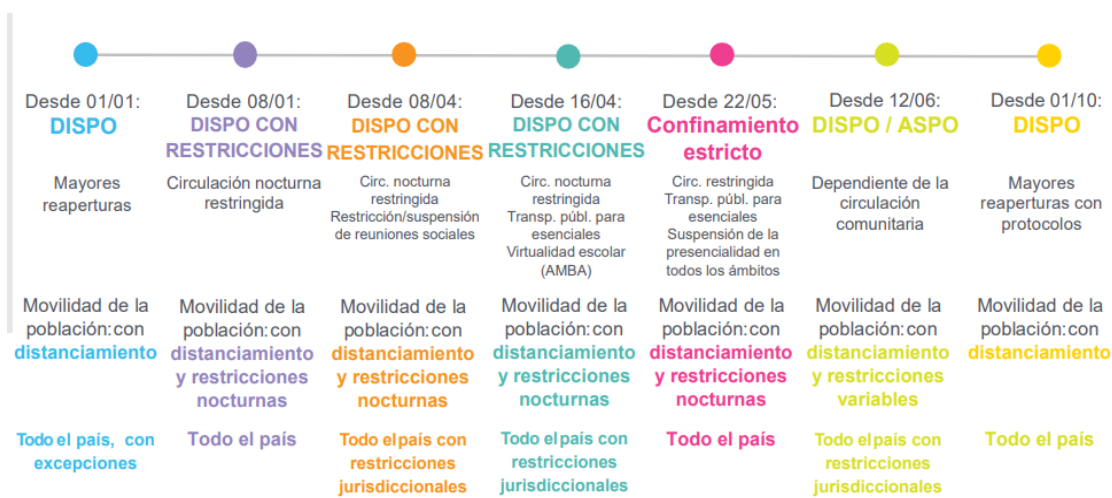 Desde 01/01:
DISPO
Mayores
reaperturas
Movilidad de la
población:con
distanciamiento
Todo el país, con
excepciones
Desde 08/01:
DISPO CON
RESTRICCIONES
Circulación nocturna
restringida
Movilidad de la
población:con
distanciamiento
y restricciones
nocturnas
Todo el país
Desde 08/04:
DISPO CON
RESTRICCIONES
Circ. nocturna
restringida
Restricción/suspensión
de reuniones sociales
Movilidad de la
población:con
distanciamiento
y restricciones
nocturnas
Todo el país con
restricciones
jurisdiccionales
Desde 16/04:
DISPO CON
RESTRICCIONES
Circ. nocturna
restringida
Transp. públ. para
esenciales
Virtualidad escolar
(AMBA)
Movilidad de la
población:con
distanciamiento
y restricciones
nocturnas
Todo el país con
restricciones
jurisdiccionales
Desde 22/05:
Confinamiento
estricto
Circ. restringida
Transp. públ. para
esenciales
Suspensión de la
presencialidad en
todos los ámbitos
Movilidad de la
población:con
distanciamiento
y restricciones
nocturnas
Todo el país
Desde 12/06:
DISPO / ASPO
Dependiente de la
circulación
comunitaria
Movilidad de la
población:con
distanciamiento
y restricciones
variables
Todo el país con
restricciones
jurisdiccionales
Desde 01/10:
DISPO
Mayores
reaperturas con
protocolos
Movilidad de la
población:con
distanciamiento
Todo el país